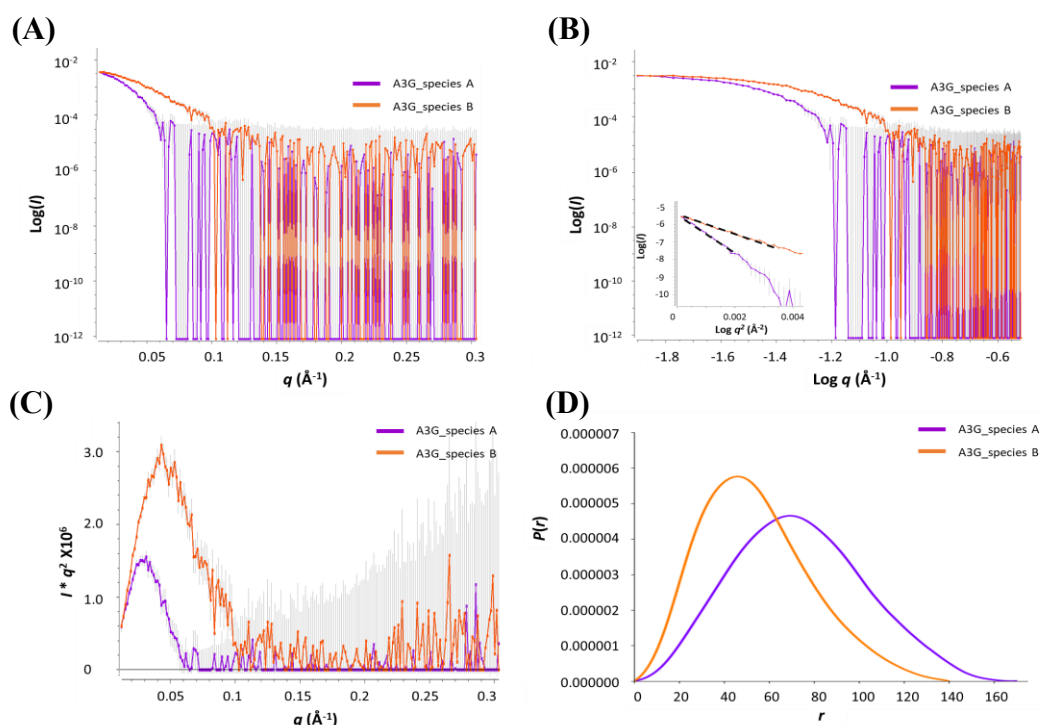 (A)
Log(I)
10⁻²
10⁻⁴
10⁻⁶
10⁻⁸
10⁻¹⁰
10⁻¹²
A3G_species A
A3G_species B
0.05 0.1 0.15 0.2 0.25 0.3
q (Å⁻¹)
(B)
Log(I)
10⁻²
10⁻⁴
10⁻⁶
10⁻⁸
10⁻¹⁰
10⁻¹²
A3G_species A
A3G_species B
Log(I)
-5
-6
-7
-8
-9
-10
0 0.002 0.004
Log q² (Å⁻²)
-1.8 -1.6 -1.4 -1.2 -1.0 -0.8 -0.6
Log q (Å⁻¹)
(C)
I * q² X10⁶
3.0
2.0
1.0
0
A3G_species A
A3G_species B
0.05 0.1 0.15 0.2 0.25 0.3
q (Å⁻¹)
(D)
P(r)
0.000007
0.000006
0.000005
0.000004
0.000003
0.000002
0.000001
0.000000
A3G_species A
A3G_species B
0 20 40 60 80 100 120 140 160
r